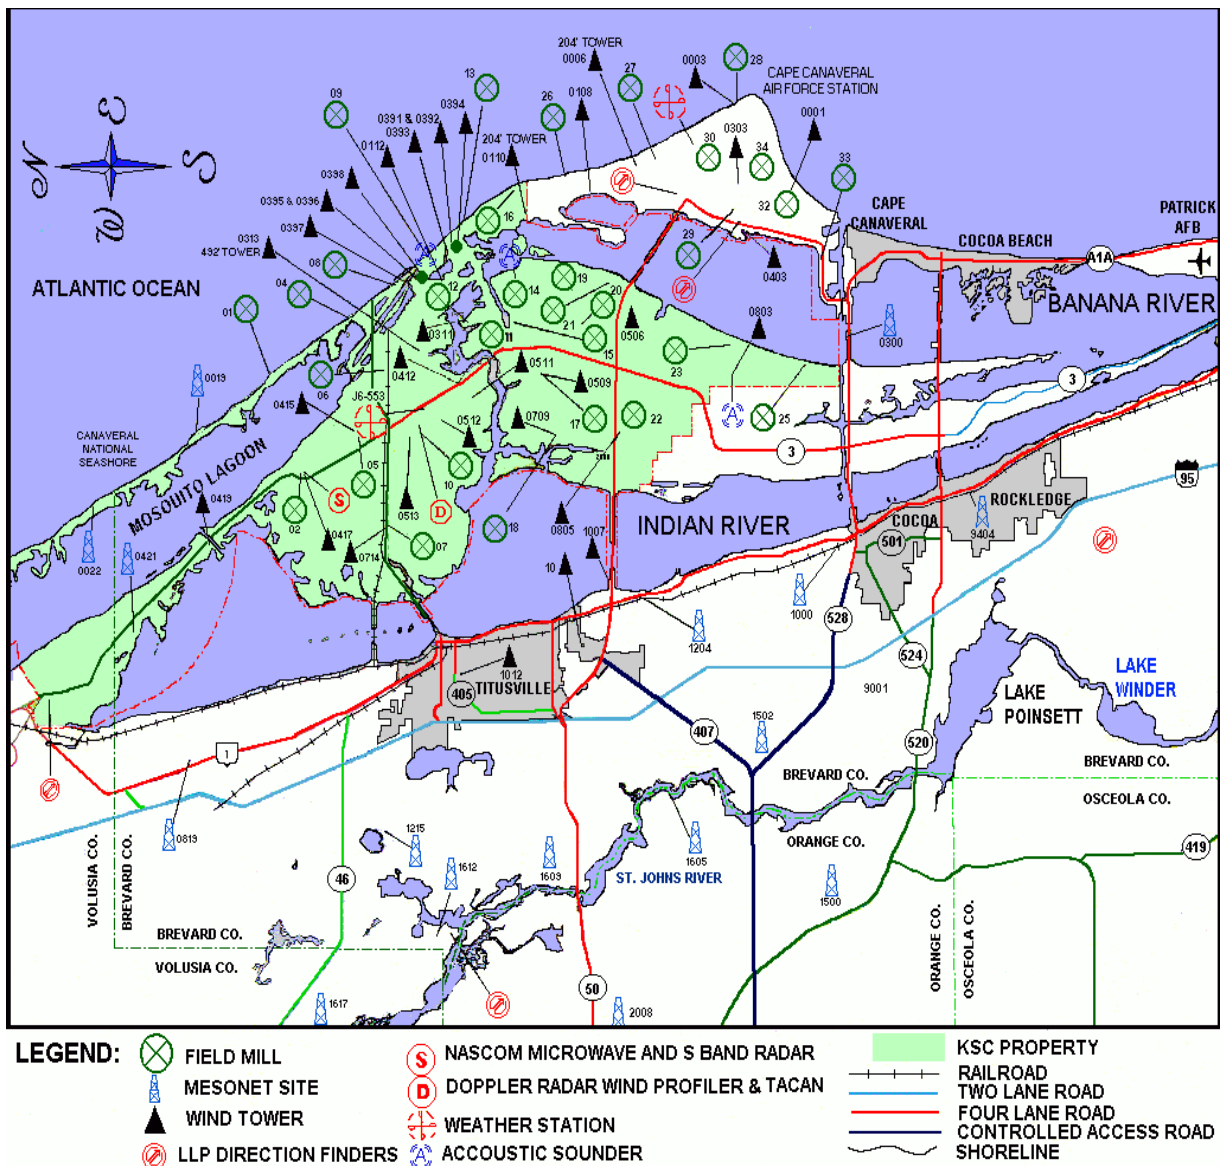 204' TOWER
0006
27
0003
28
CAPE CANAVERAL
AIR FORCE STATION
13
09
0394
0391 & 0392
0393
0112
26
0108
0001
E
N
S
W
204' TOWER
0110
30
0303
34
33
0398
0395 & 0396
0397
0313
492' TOWER
16
32
CAPE
CANAVERAL
PATRICK
AFB
COCOA BEACH
A1A
29
0403
08
04
01
ATLANTIC OCEAN
12
14
19
20
21
BANANA RIVER
0311
11
15
0506
0803
0300
23
0019
06
0412
0511
0509
3
J6-553
0415
0512
0709
17
22
25
CANAVERAL
NATIONAL
SEASHORE
MOSQUITO LAGOON
05
10
3
95
0419
02
S
0513
D
18
0805
1007
INDIAN RIVER
ROCKLEDGE
COCOA
501
9404
0417
0714
07
0022
0421
10
1000
528
1204
524
1012
TITUSVILLE
405
9001
LAKE
WINDER
LAKE
POINSETT
407
1502
520
1
BREVARD CO.
BREVARD CO.
OSCEOLA CO.
0819
1215
1612
1609
1605
ORANGE CO.
419
VOLUSIA CO.
BREVARD CO.
46
ST. JOHNS RIVER
1500
BREVARD CO.
VOLUSIA CO.
ORANGE CO.
OSCEOLA CO.
50
1617
2008
LEGEND:
FIELD MILL
MESONET SITE
WIND TOWER
LLP DIRECTION FINDERS
S
NASCOM MICROWAVE AND S BAND RADAR
D
DOPPLER RADAR WIND PROFILER & TACAN
WEATHER STATION
A
ACCOUSTIC SOUNDER
KSC PROPERTY
RAILROAD
TWO LANE ROAD
FOUR LANE ROAD
CONTROLLED ACCESS ROAD
SHORELINE